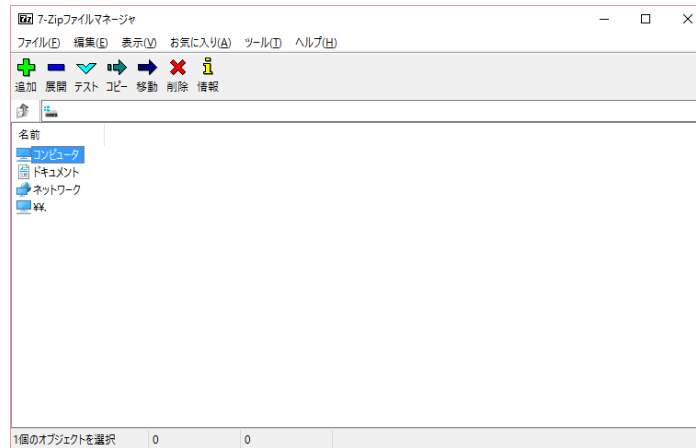 7-Zipファイルマネージャ
ファイル(F) 編集(E) 表示(V) お気に入り(A) ツール(T) ヘルプ(H)
追加 展開 テスト コピー 移動 削除 情報
名前
コンピュータ
ドキュメント
ネットワーク
¥¥.
1個のオブジェクトを選択 0 0